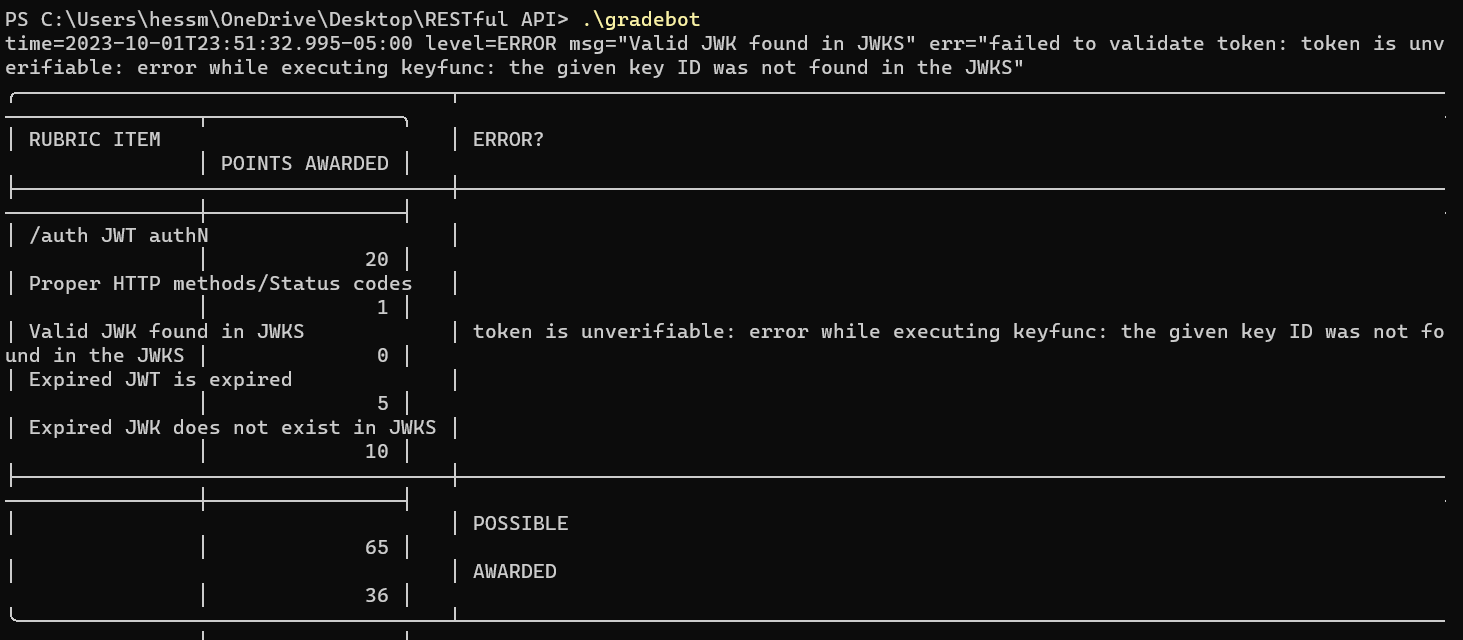 PS C:\Users\hessm\OneDrive\Desktop\RESTful API> .\gradebot
time=2023-10-01T23:51:32.995-05:00 level=ERROR msg="Valid JWK found in JWKS" err="failed to validate token: token is unv
erifiable: error while executing keyfunc: the given key ID was not found in the JWKS"
RUBRIC ITEM ERROR?
POINTS AWARDED
/auth JWT authN
20
Proper HTTP methods/Status codes
1
Valid JWK found in JWKS token is unverifiable: error while executing keyfunc: the given key ID was not fo
und in the JWKS 0
Expired JWT is expired
5
Expired JWK does not exist in JWKS
10
POSSIBLE
65
AWARDED
36